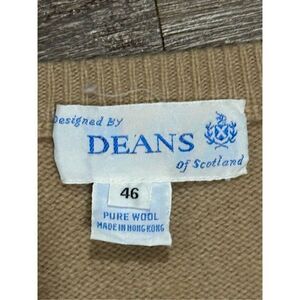 Designed By
DEANS
Of Scotland
46
PURE WOOL
MADE IN HONG KONG